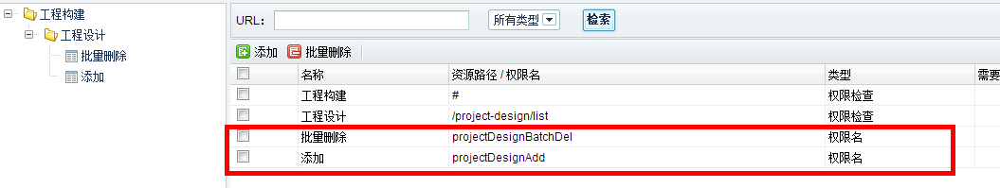 工程构建
工程设计
批量删除
添加
URL： 所有类型 检索
添加 批量删除
名称 资源路径 / 权限名 类型 需要
工程构建 # 权限检查
工程设计 /project-design/list 权限检查
批量删除 projectDesignBatchDel 权限名
添加 projectDesignAdd 权限名